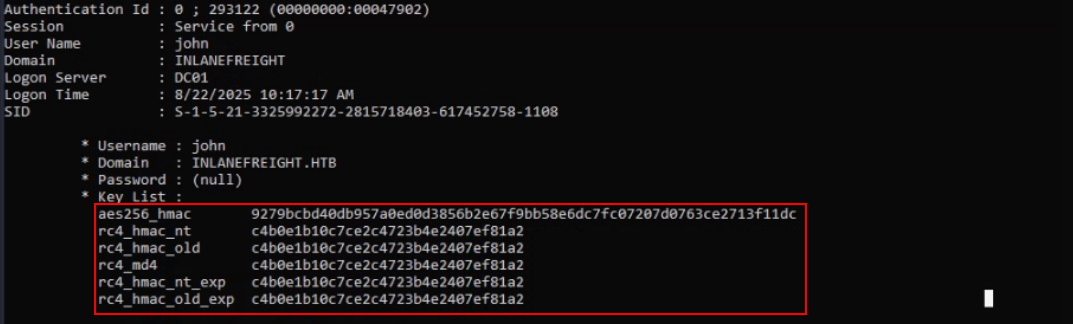 Authentication Id : 0 ; 293122 (00000000:00047902)
Session           : Service from 0
User Name         : john
Domain            : INLANEFREIGHT
Logon Server      : DC01
Logon Time        : 8/22/2025 10:17:17 AM
SID               : S-1-5-21-3325992272-2815718403-617452758-1108
* Username : john
* Domain   : INLANEFREIGHT.HTB
* Password : (null)
* Key List :
aes256_hmac       9279bcbd40db957a0ed0d3856b2e67f9bb58e6dc7fc07207d0763ce2713f11dc
rc4_hmac_nt       c4b0e1b10c7ce2c4723b4e2407ef81a2
rc4_hmac_old      c4b0e1b10c7ce2c4723b4e2407ef81a2
rc4_md4           c4b0e1b10c7ce2c4723b4e2407ef81a2
rc4_hmac_nt_exp   c4b0e1b10c7ce2c4723b4e2407ef81a2
rc4_hmac_old_exp  c4b0e1b10c7ce2c4723b4e2407ef81a2